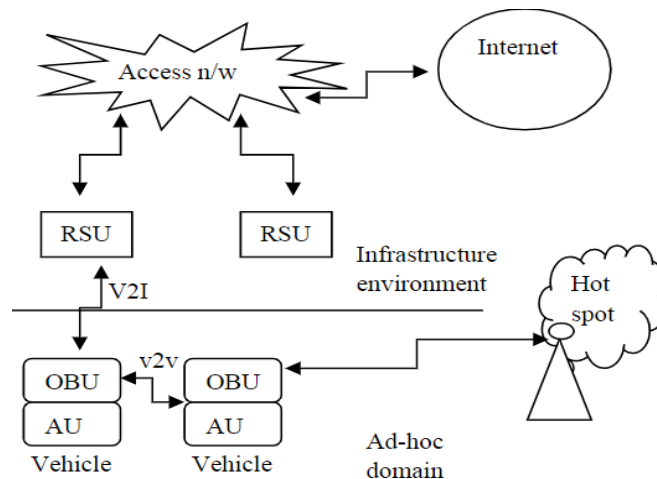 Access n/w
Internet
RSU
RSU
Infrastructure
environment
V2I
Hot
spot
v2v
OBU
OBU
AU
AU
Vehicle
Vehicle
Ad-hoc
domain